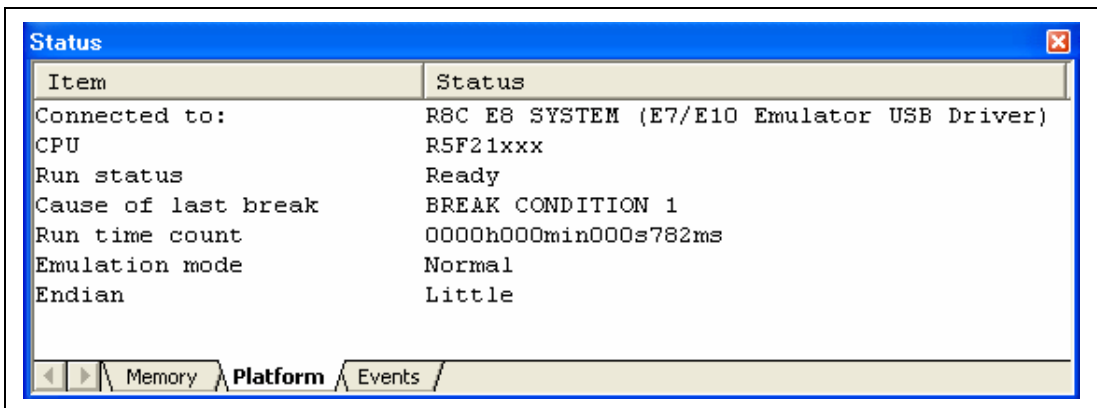 Status
Item Status
Connected to: R8C E8 SYSTEM (E7/E10 Emulator USB Driver)
CPU R5F21xxx
Run status Ready
Cause of last break BREAK CONDITION 1
Run time count 0000h000min000s782ms
Emulation mode Normal
Endian Little
Memory Platform Events